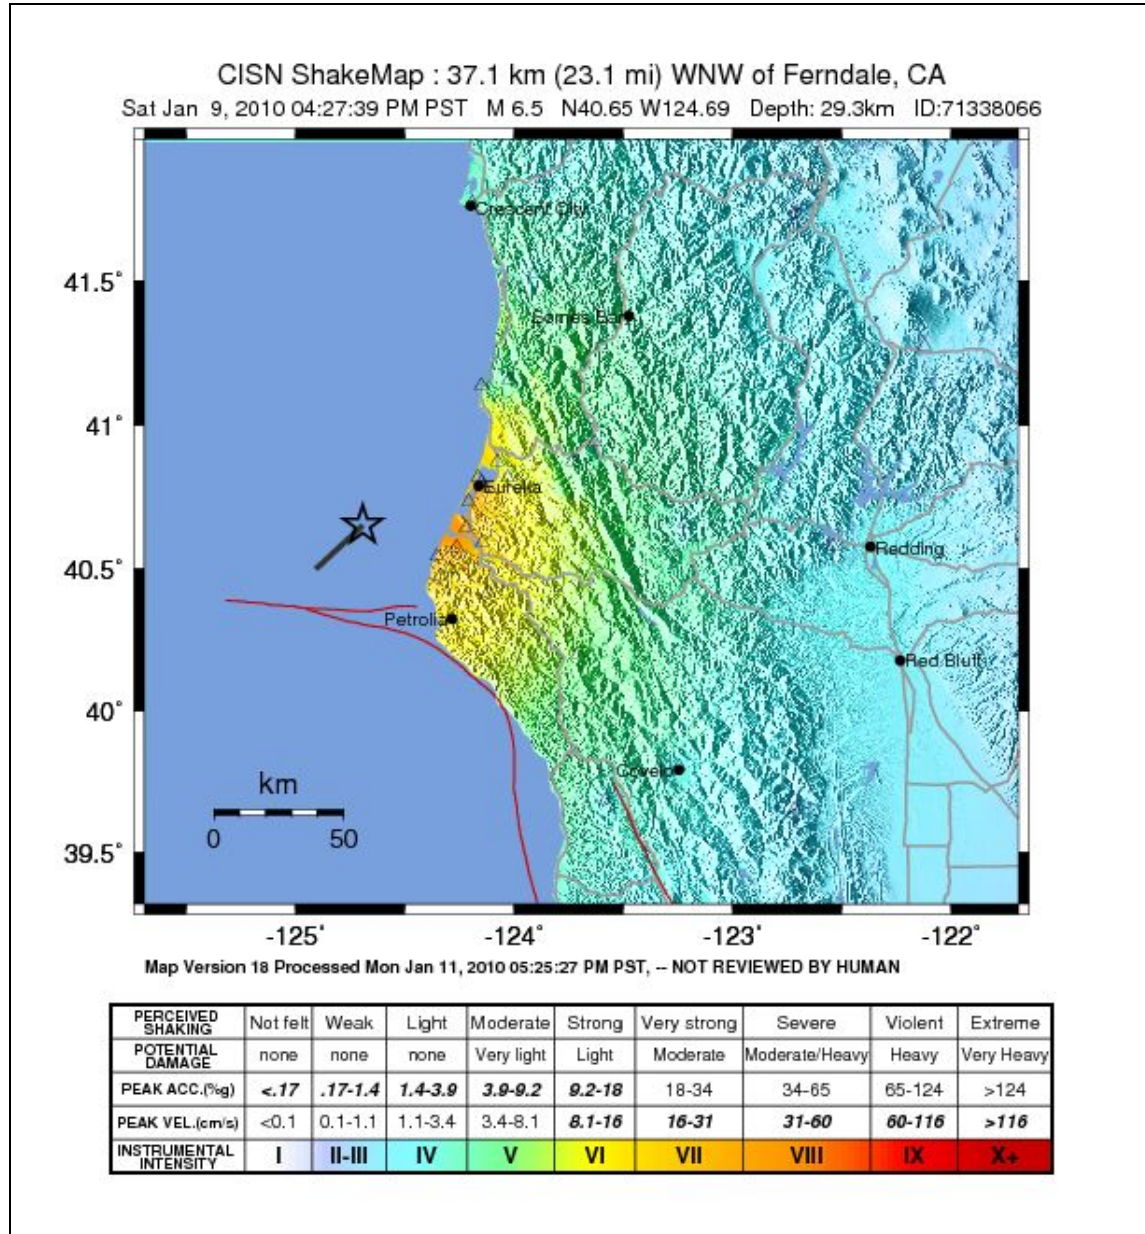 CISN ShakeMap : 37.1 km (23.1 mi) WNW of Ferndale, CA
Sat Jan 9, 2010 04:27:39 PM PST M 6.5 N40.65 W124.69 Depth: 29.3km ID:71338066
Crescent City
41.5°
Somes Bar
41°
Eureka
40.5°
Redding
Petrolia
Red Bluff
40°
km
Covelo
0 50
39.5°
-125° -124° -123° -122°
Map Version 18 Processed Mon Jan 11, 2010 05:25:27 PM PST, -- NOT REVIEWED BY HUMAN
PERCEIVED SHAKING Not felt Weak Light Moderate Strong Very strong Severe Violent Extreme
POTENTIAL DAMAGE none none none Very light Light Moderate Moderate/Heavy Heavy Very Heavy
PEAK ACC.(%g) <.17 .17-1.4 1.4-3.9 3.9-9.2 9.2-18 18-34 34-65 65-124 >124
PEAK VEL.(cm/s) <0.1 0.1-1.1 1.1-3.4 3.4-8.1 8.1-16 16-31 31-60 60-116 >116
INSTRUMENTAL INTENSITY I II-III IV V VI VII VIII IX X+